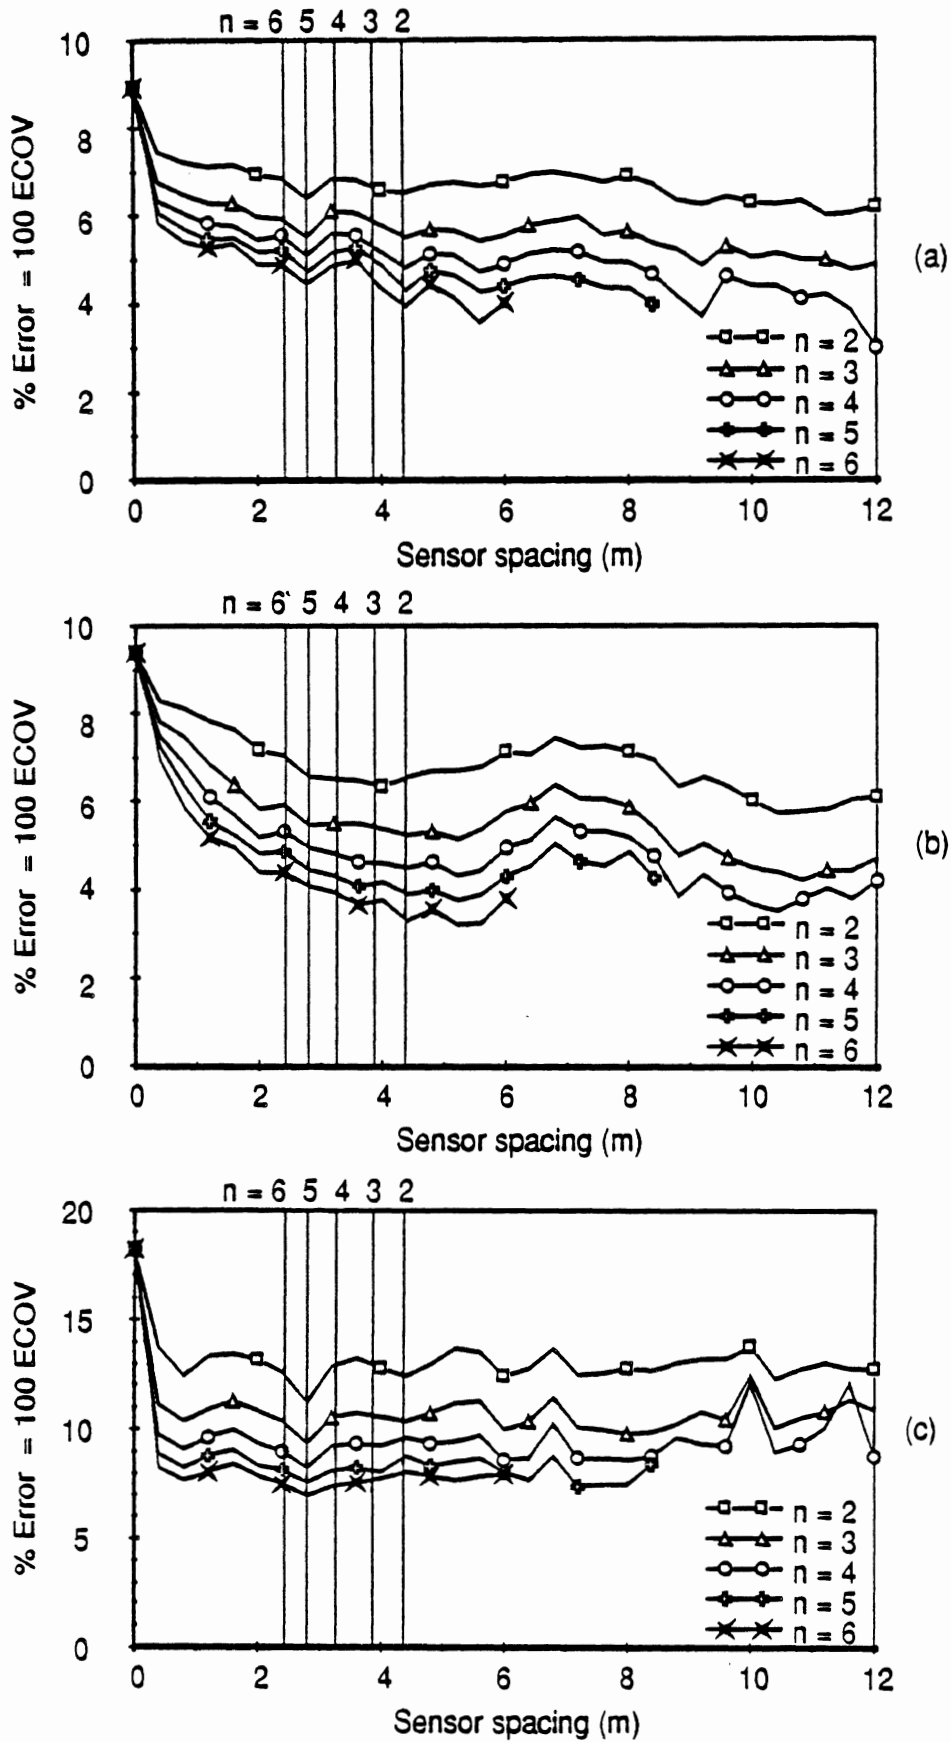 n = 6 5 4 3 2
10
8
6
4
2
0
% Error = 100 ECOV
n = 2
n = 3
n = 4
n = 5
n = 6
(a)
0 2 4 6 8 10 12
Sensor spacing (m)
n = 6 5 4 3 2
10
8
6
4
2
0
% Error = 100 ECOV
n = 2
n = 3
n = 4
n = 5
n = 6
(b)
0 2 4 6 8 10 12
Sensor spacing (m)
n = 6 5 4 3 2
20
15
10
5
0
% Error = 100 ECOV
n = 2
n = 3
n = 4
n = 5
n = 6
(c)
0 2 4 6 8 10 12
Sensor spacing (m)